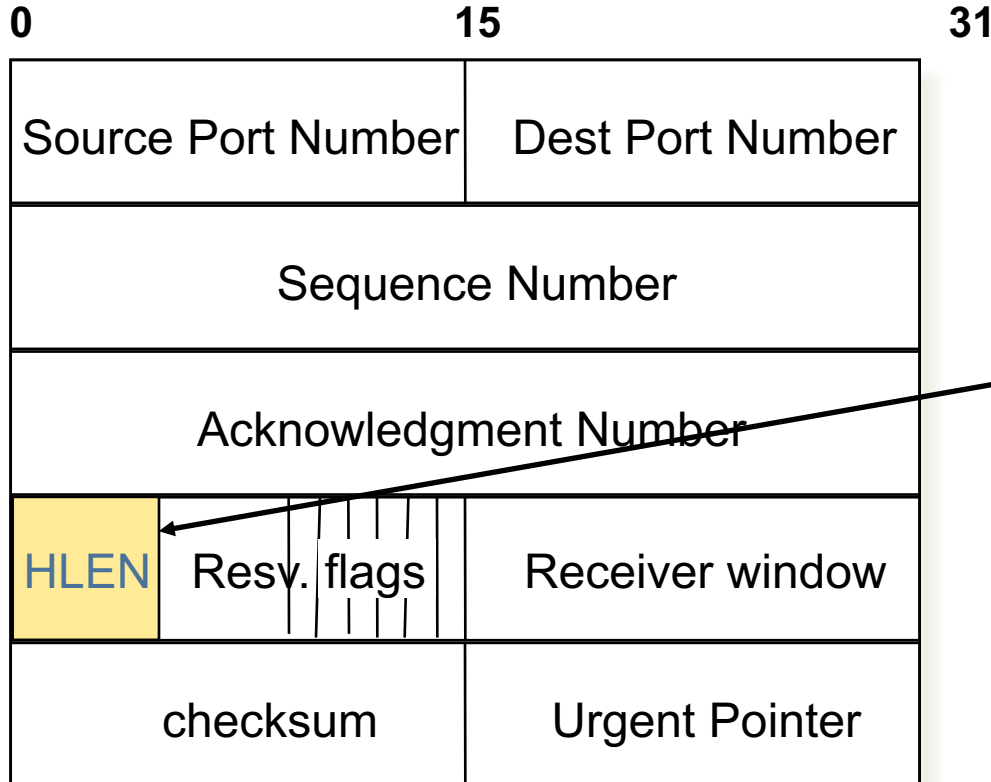 0 15 31
Source Port Number Dest Port Number
Sequence Number
Acknowledgment Number
HLEN Resv. flags Receiver window
checksum Urgent Pointer